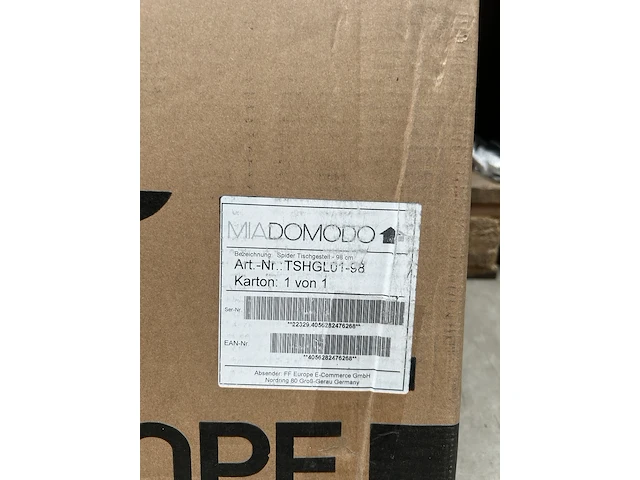 MIADOMODO
Bezeichnung: Spider Tischgestell - 98 cm
Art.-Nr.:TSHGL01-98
Karton: 1 von 1
Ser-Nr.
**22329.4056282476268**
EAN-Nr
**4056282476268**
Absender: FF Europe E-Commerce GmbH
Nordring 80 Groß-Gerau Germany
OPE